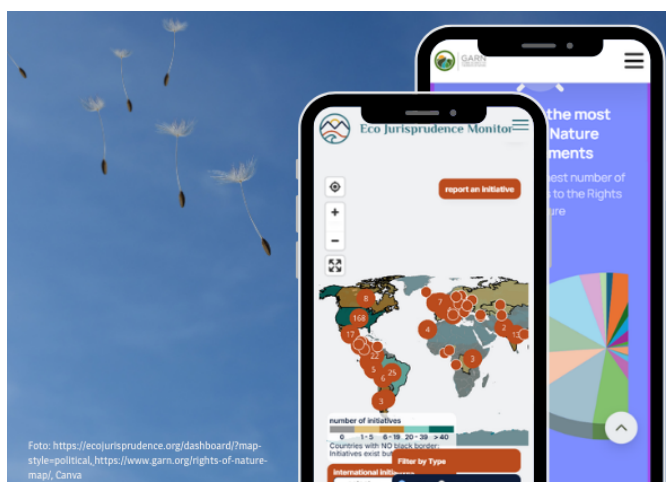 GARN
the most
Nature
ments
est number of
s to the Rights
ure
Eco Jurisprudence Monitor
report an Initiative
+
−
8
168
17
22
5
6
25
3
4
7
2
13
3
number of initiatives
0 1 - 5 6 - 19 20 - 39 > 40
Countries with NO black border:
Initiatives exist bu
Filter by Type
International Initi
Foto: https://ecojurisprudence.org/dashboard/?map-
style=political, https://www.garn.org/rights-of-nature-
map/, Canva